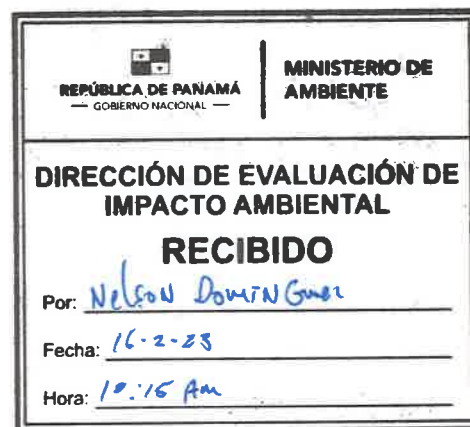 REPÚBLICA DE PANAMÁ
— GOBIERNO NACIONAL —
MINISTERIO DE
AMBIENTE
DIRECCIÓN DE EVALUACIÓN DE
IMPACTO AMBIENTAL
RECIBIDO
Por: Nelson Domínguez
Fecha: 16-2-23
Hora: 10:15 Am